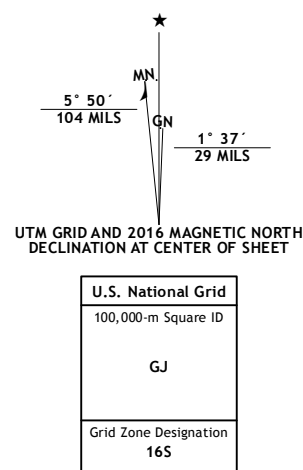 ★
MN.
5° 50´
104 MILS
GN
1° 37´
29 MILS
UTM GRID AND 2016 MAGNETIC NORTH
DECLINATION AT CENTER OF SHEET
U.S. National Grid
100,000-m Square ID
GJ
Grid Zone Designation
16S